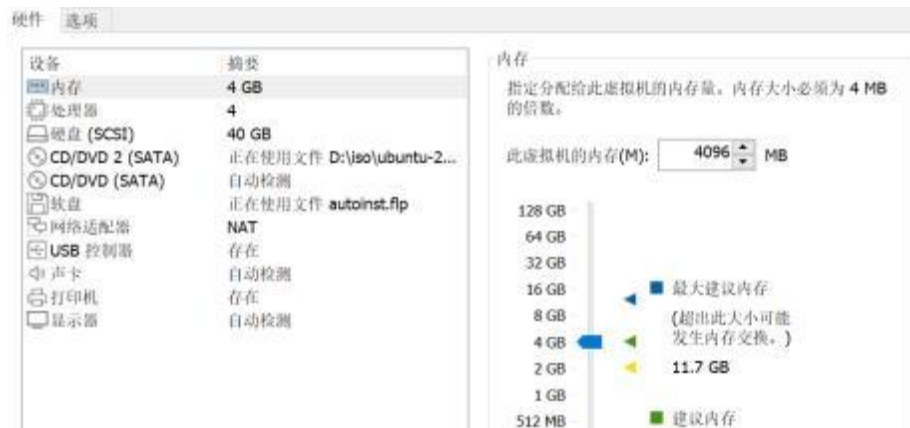 硬件 选项
设备 摘要
内存 4 GB
处理器 4
硬盘 (SCSI) 40 GB
CD/DVD 2 (SATA) 正在使用文件 D:\iso\ubuntu-2...
CD/DVD (SATA) 自动检测
软盘 正在使用文件 autoinst.flp
网络适配器 NAT
USB 控制器 存在
声卡 自动检测
打印机 存在
显示器 自动检测
内存
指定分配给此虚拟机的内存量。内存大小必须为 4 MB
的倍数。
此虚拟机的内存(M): 4096 MB
128 GB
64 GB
32 GB
16 GB
8 GB
4 GB
2 GB
1 GB
512 MB
最大建议内存
(超出此大小可能
发生内存交换。)
11.7 GB
建议内存